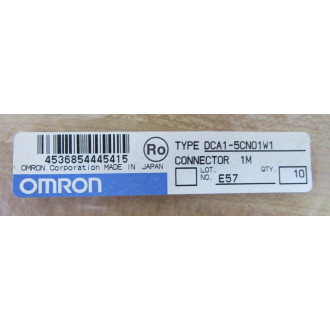 4536854445415
OMRON Corporation MADE IN JAPAN
OMRON
Ro
TYPE DCA1-5CN01W1
CONNECTOR 1M
LOT. NO. E57 QTY. 10